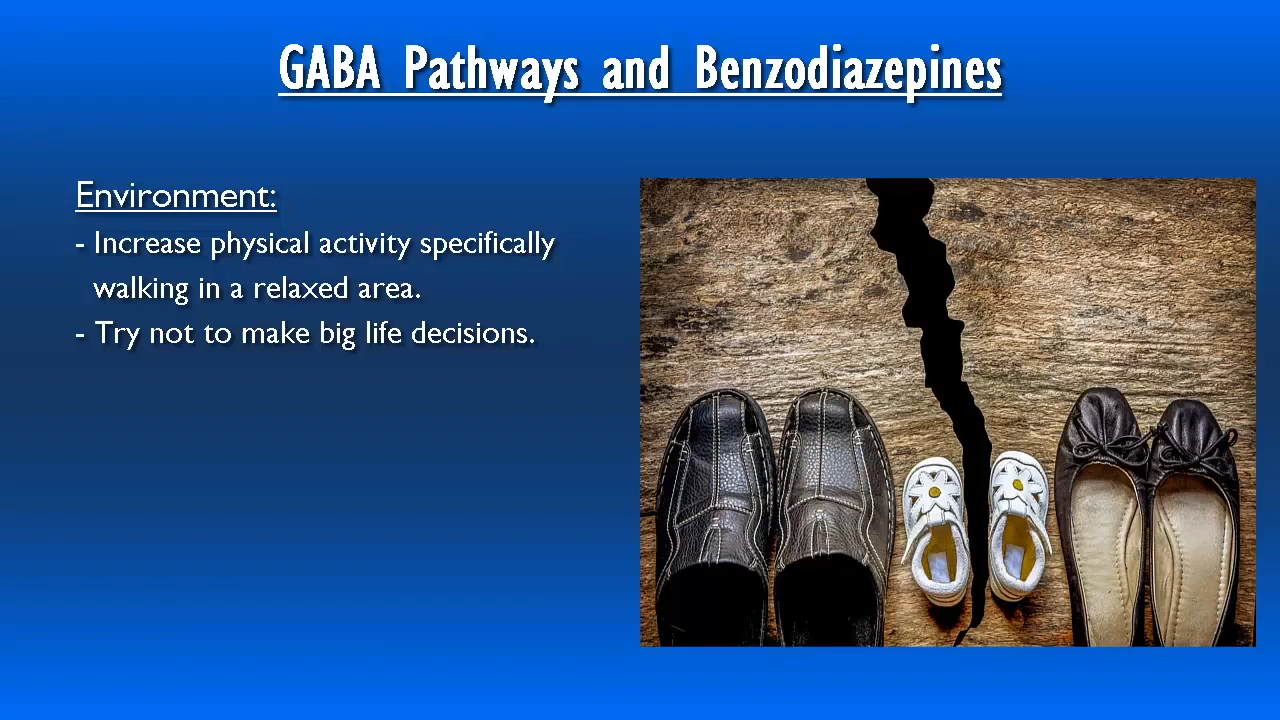 GABA Pathways and Benzodiazepines
Environment:
- Increase physical activity specifically
walking in a relaxed area.
- Try not to make big life decisions.